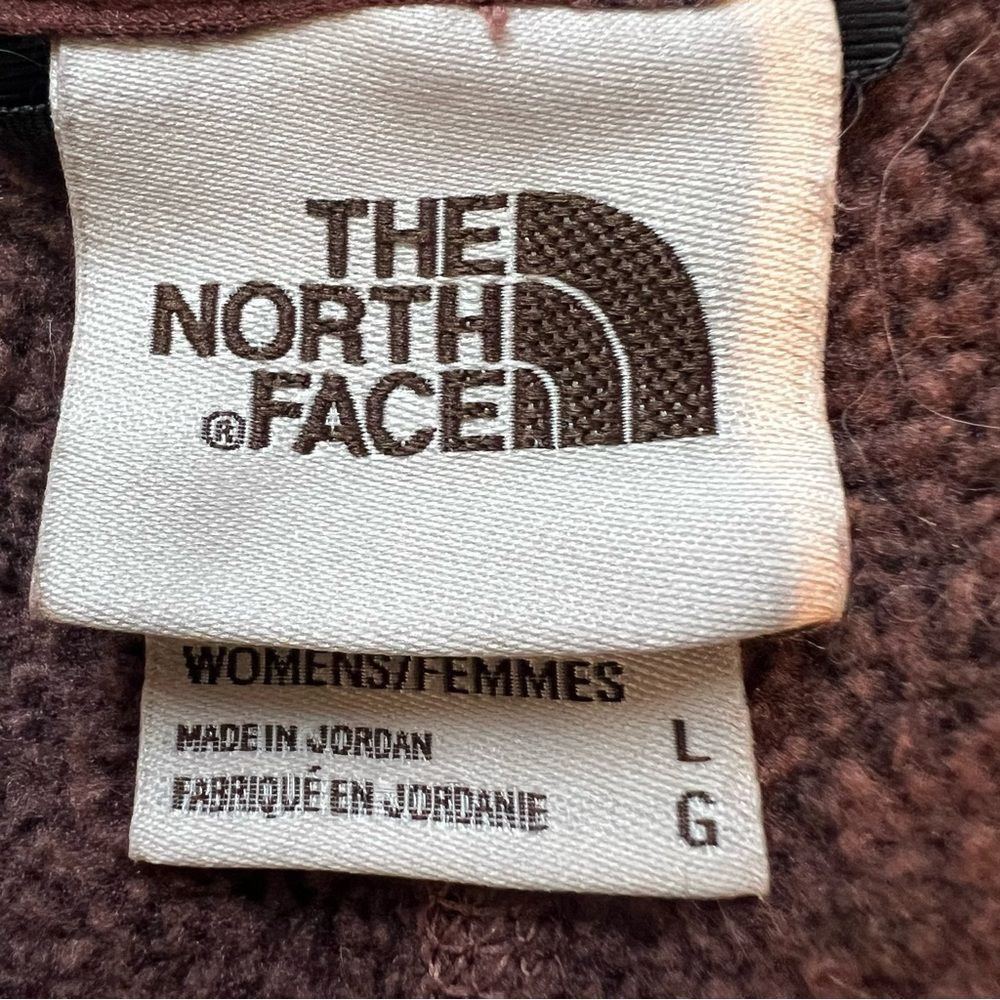 THE
NORTH
® FACE
WOMENS/FEMMES
MADE IN JORDAN L
FABRIQUÉ EN JORDANIE G